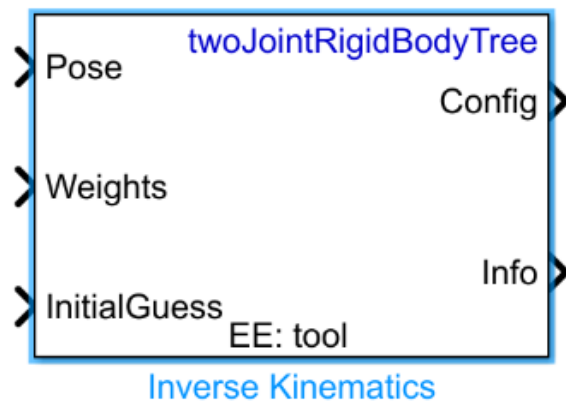 twoJointRigidBodyTree
Pose
Config
Weights
Info
InitialGuess
EE: tool
Inverse Kinematics